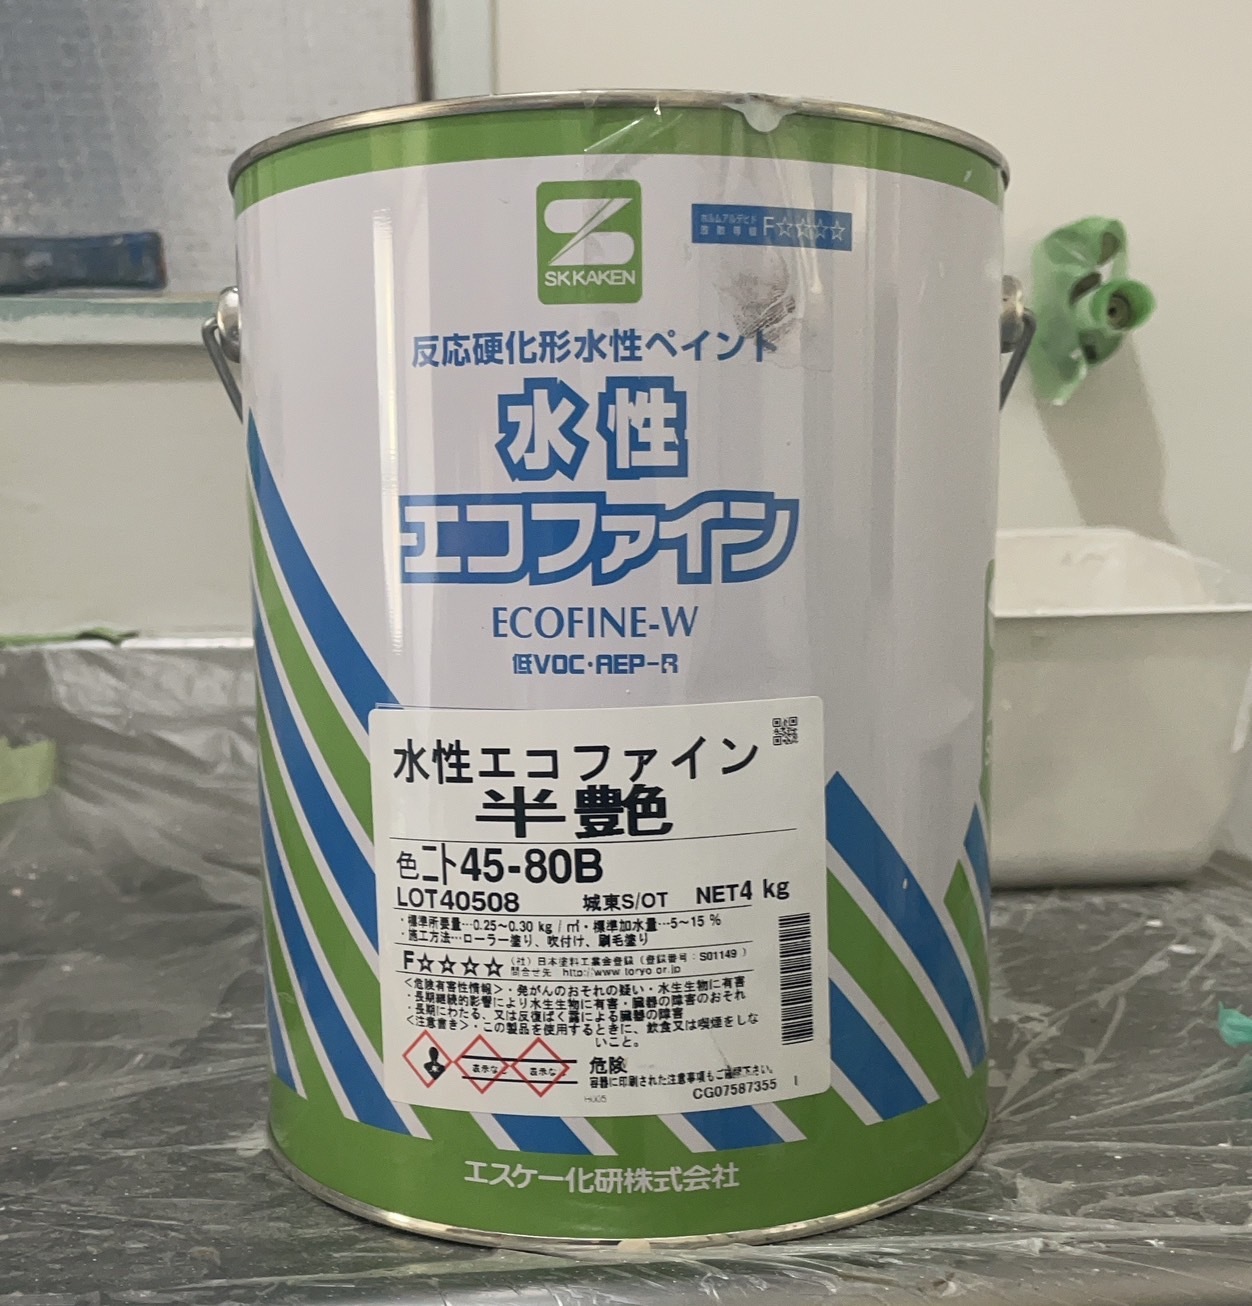 SK KAKEN
ホルムアルデヒド
放散等級 F☆☆☆☆
反応硬化形水性ペイント
水性
エコファイン
ECOFINE-W
低VOC・AEP-R
水性エコファイン
半艶
色ニト45-80B
LOT40508 城東S/OT NET4 kg
・標準所要量…0.25～0.30 kg / ㎡・標準加水量…5～15 %
・施工方法…ローラー塗り、吹付け、刷毛塗り
F☆☆☆☆ (社) 日本塗料工業会登録 (登録番号：S01149 )
問合せ先 http://www.toryo.or.jp
<危険有害性情報>・発がんのおそれの疑い・水生生物に有害
・長期継続的影響により水生生物に有害・臓器の障害のおそれ
・長期にわたる、又は反復ばく露による臓器の障害
<注意書き>・この製品を使用するときに、飲食又は喫煙をしな
いこと。
表示な 表示な 危険
容器に印刷された注意事項もご確認下さい。
H005 CG07587355 1
エスケー化研株式会社